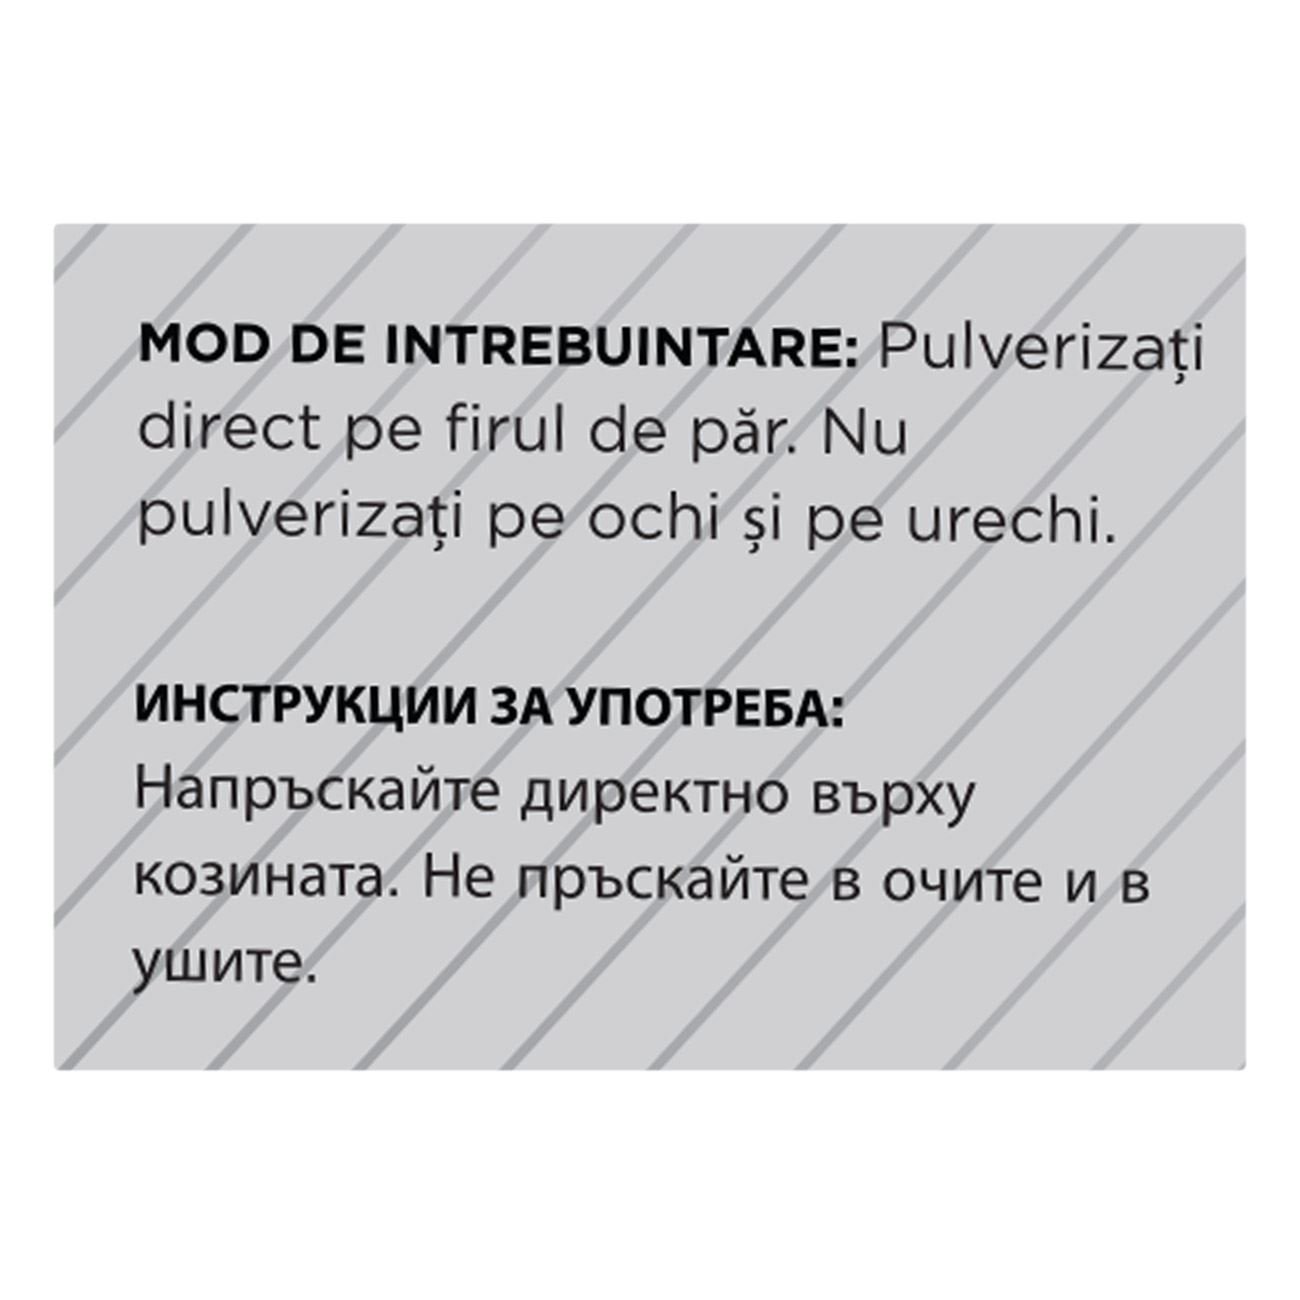 MOD DE INTREBUINTARE: Pulverizați
direct pe firul de păr. Nu
pulverizați pe ochi și pe urechi.
ИНСТРУКЦИИ ЗА УПОТРЕБА:
Напръскайте директно върху
козината. Не пръскайте в очите и в
ушите.